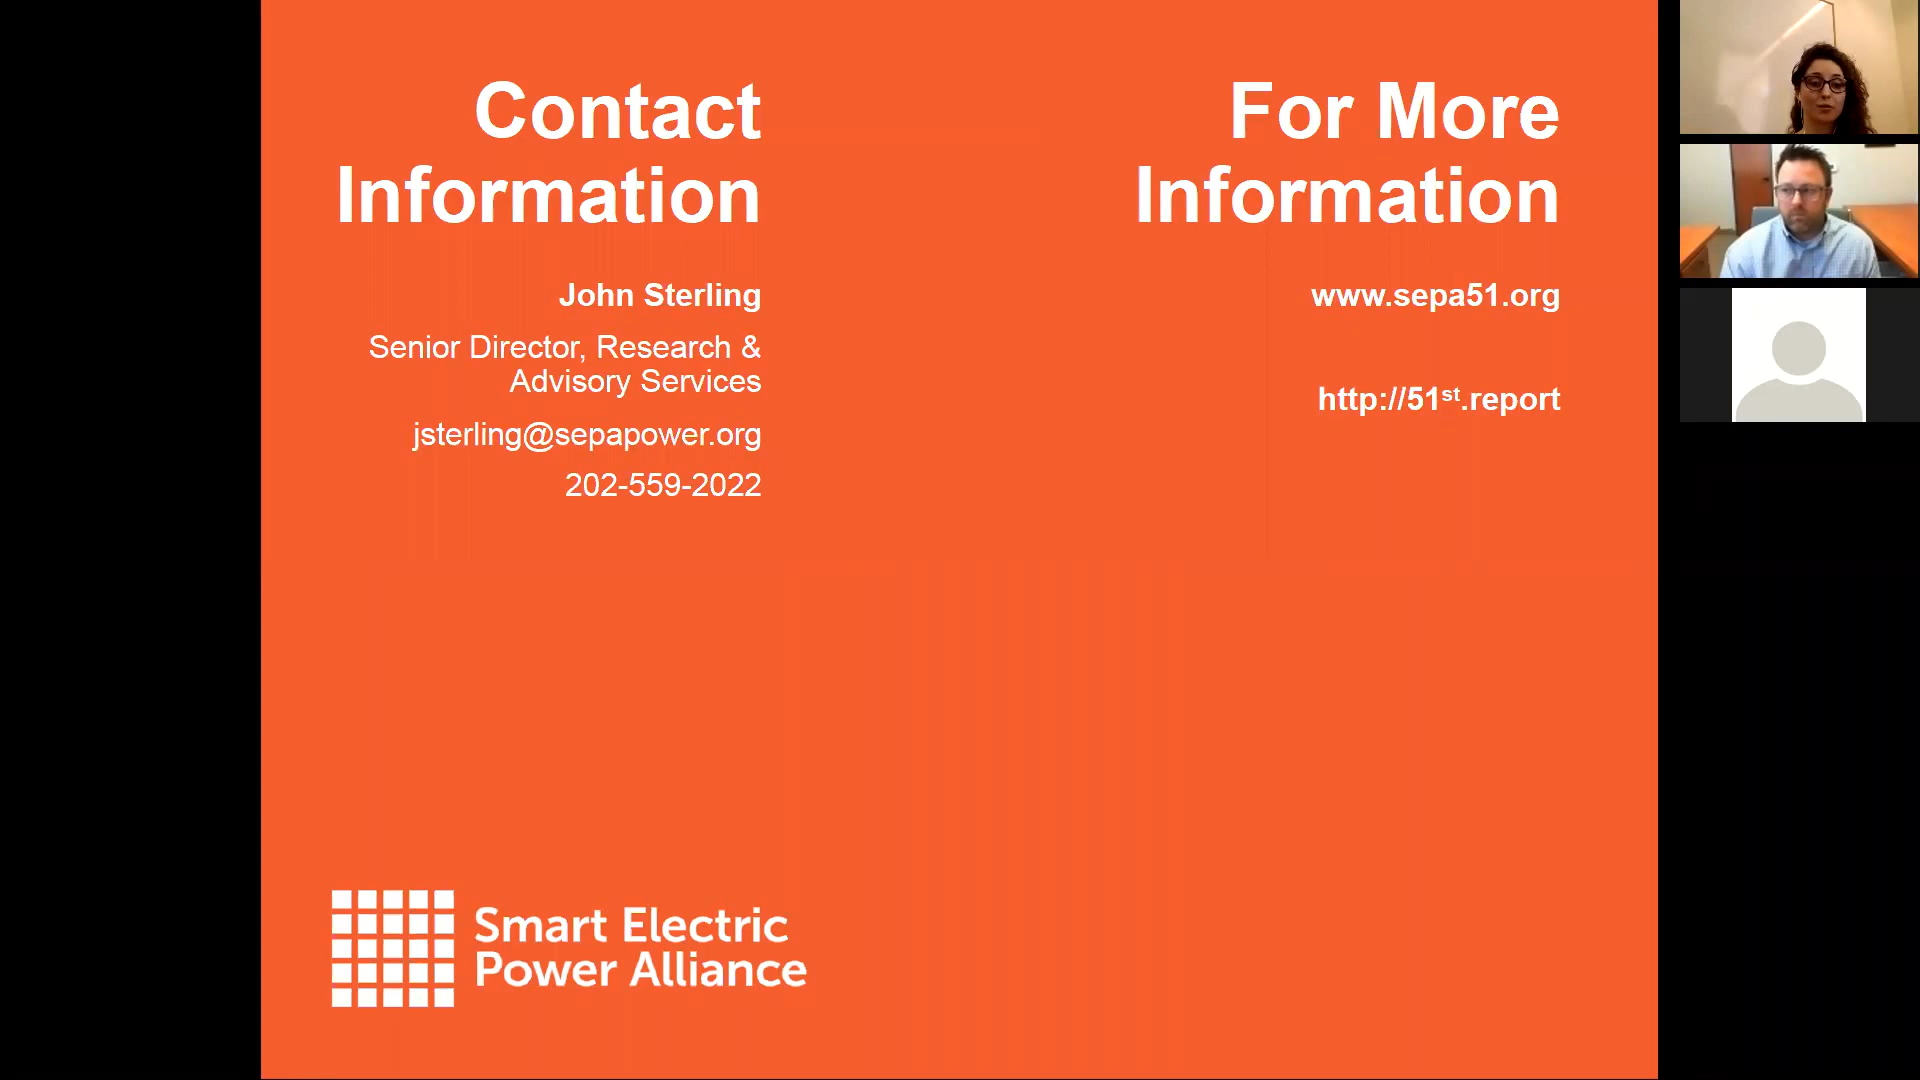 Contact
Information
John Sterling
Senior Director, Research &
Advisory Services
jsterling@sepapower.org
202-559-2022
For More
Information
www.sepa51.org
http://51st.report
Smart Electric
Power Alliance